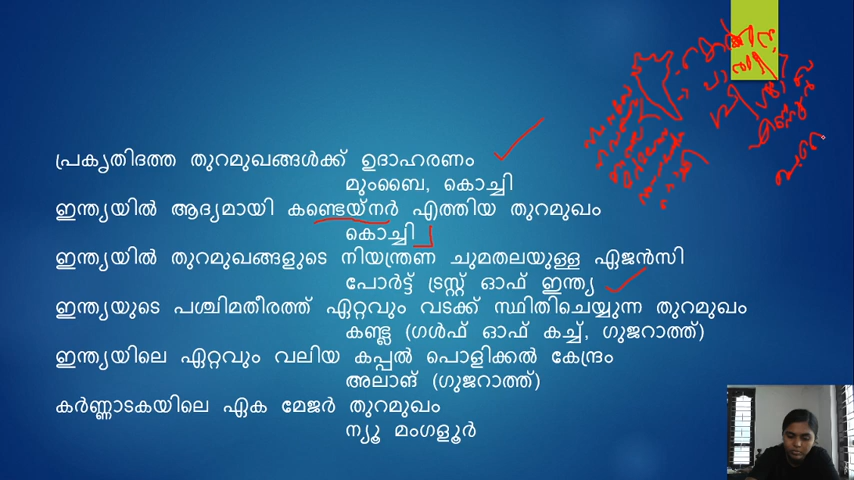 പ്രകൃതിദത്ത തുറമുഖങ്ങൾക്ക് ഉദാഹരണം
മുംബൈ, കൊച്ചി
ഇന്ത്യയിൽ ആദ്യമായി കണ്ടെയ്നർ എത്തിയ തുറമുഖം
കൊച്ചി
ഇന്ത്യയിൽ തുറമുഖങ്ങളുടെ നിയന്ത്രണ ചുമതലയുള്ള ഏജൻസി
പോർട്ട് ട്രസ്റ്റ് ഓഫ് ഇന്ത്യ
ഇന്ത്യയുടെ പശ്ചിമതീരത്ത് ഏറ്റവും വടക്ക് സ്ഥിതിചെയ്യുന്ന തുറമുഖം
കണ്ട്ല (ഗൾഫ് ഓഫ് കച്ച്, ഗുജറാത്ത്)
ഇന്ത്യയിലെ ഏറ്റവും വലിയ കപ്പൽ പൊളിക്കൽ കേന്ദ്രം
അലാങ് (ഗുജറാത്ത്)
കർണ്ണാടകയിലെ ഏക മേജർ തുറമുഖം
ന്യൂ മംഗളൂർ